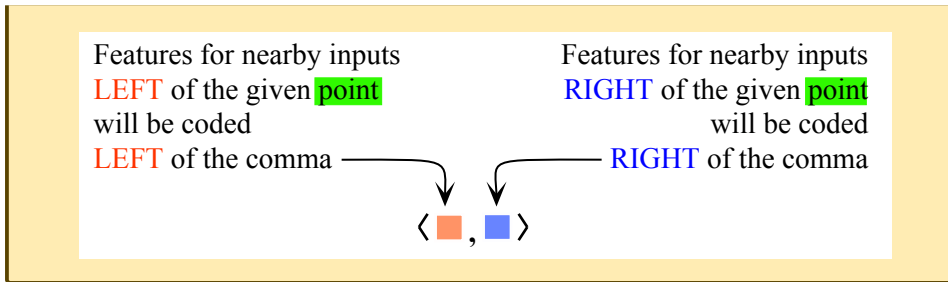 Features for nearby inputs
LEFT of the given point
will be coded
LEFT of the comma
Features for nearby inputs
RIGHT of the given point
will be coded
RIGHT of the comma
⟨ , ⟩